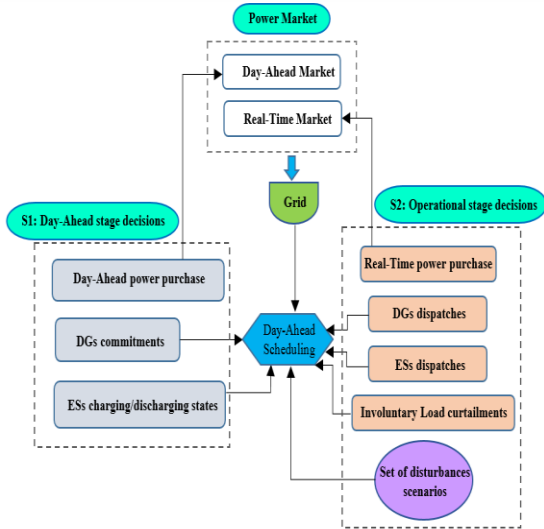 Power Market
Day-Ahead Market
Real-Time Market
Grid
S1: Day-Ahead stage decisions
Day-Ahead power purchase
DGs commitments
ESs charging/discharging states
Day-Ahead
Scheduling
S2: Operational stage decisions
Real-Time power purchase
DGs dispatches
ESs dispatches
Involuntary Load curtailments
Set of disturbances
scenarios